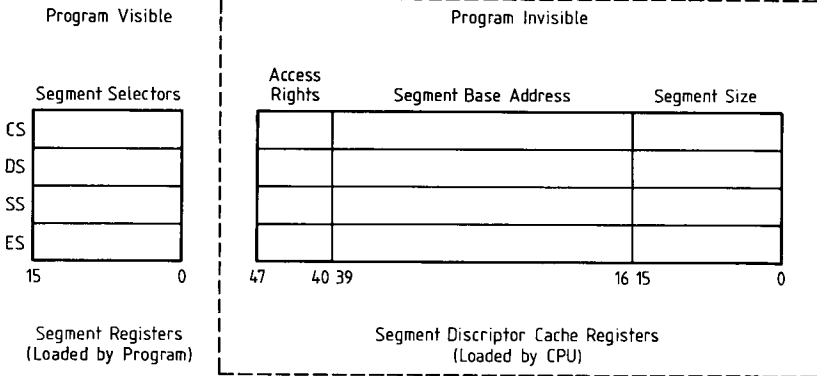 Program Visible
Program Invisible
Segment Selectors
Access
Rights
Segment Base Address
Segment Size
CS
DS
SS
ES
15 0
47 40 39 16 15 0
Segment Registers
(Loaded by Program)
Segment Discriptor Cache Registers
(Loaded by CPU)